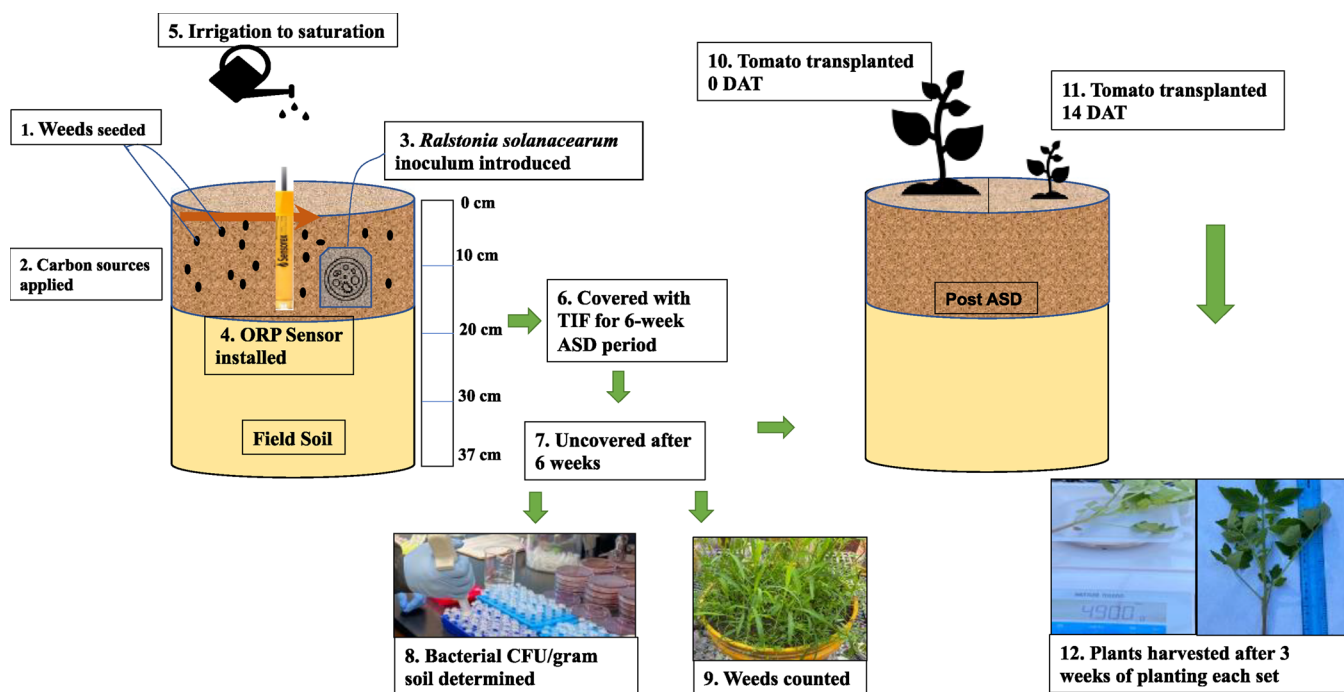 5. Irrigation to saturation
1. Weeds seeded
3. Ralstonia solanacearum
inoculum introduced
2. Carbon sources
applied
Sensorex
4. ORP Sensor
installed
Field Soil
0 cm
10 cm
20 cm
30 cm
37 cm
6. Covered with
TIF for 6-week
ASD period
7. Uncovered after
6 weeks
8. Bacterial CFU/gram
soil determined
9. Weeds counted
10. Tomato transplanted
0 DAT
11. Tomato transplanted
14 DAT
Post ASD
METTLER TOLEDO
12. Plants harvested after 3
weeks of planting each set